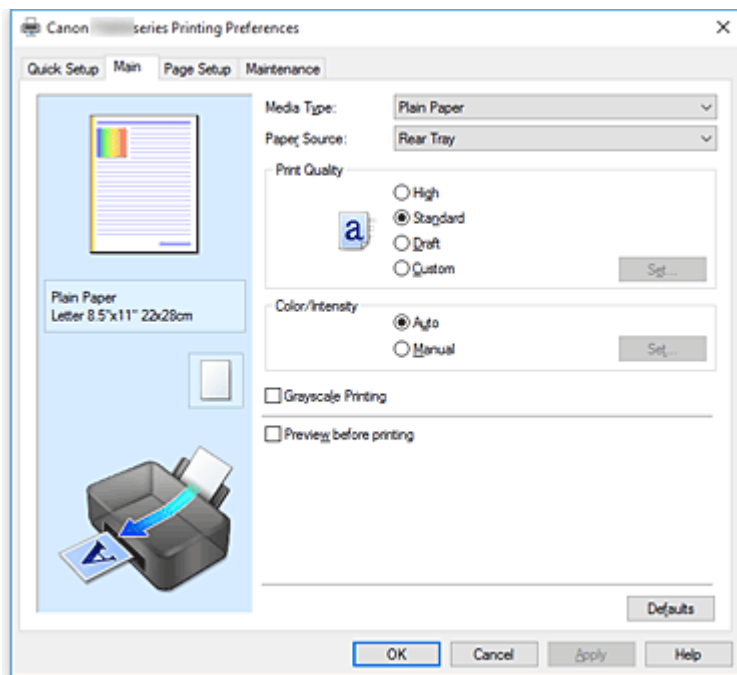 Canon series Printing Preferences
Quick Setup Main Page Setup Maintenance
Media Type: Plain Paper
Paper Source: Rear Tray
Print Quality
High
a Standard
Draft
Custom Set...
Plain Paper
Letter 8.5"x11" 22x28cm
Color/Intensity
Auto
Manual Set...
Grayscale Printing
Preview before printing
A
Defaults
OK Cancel Apply Help